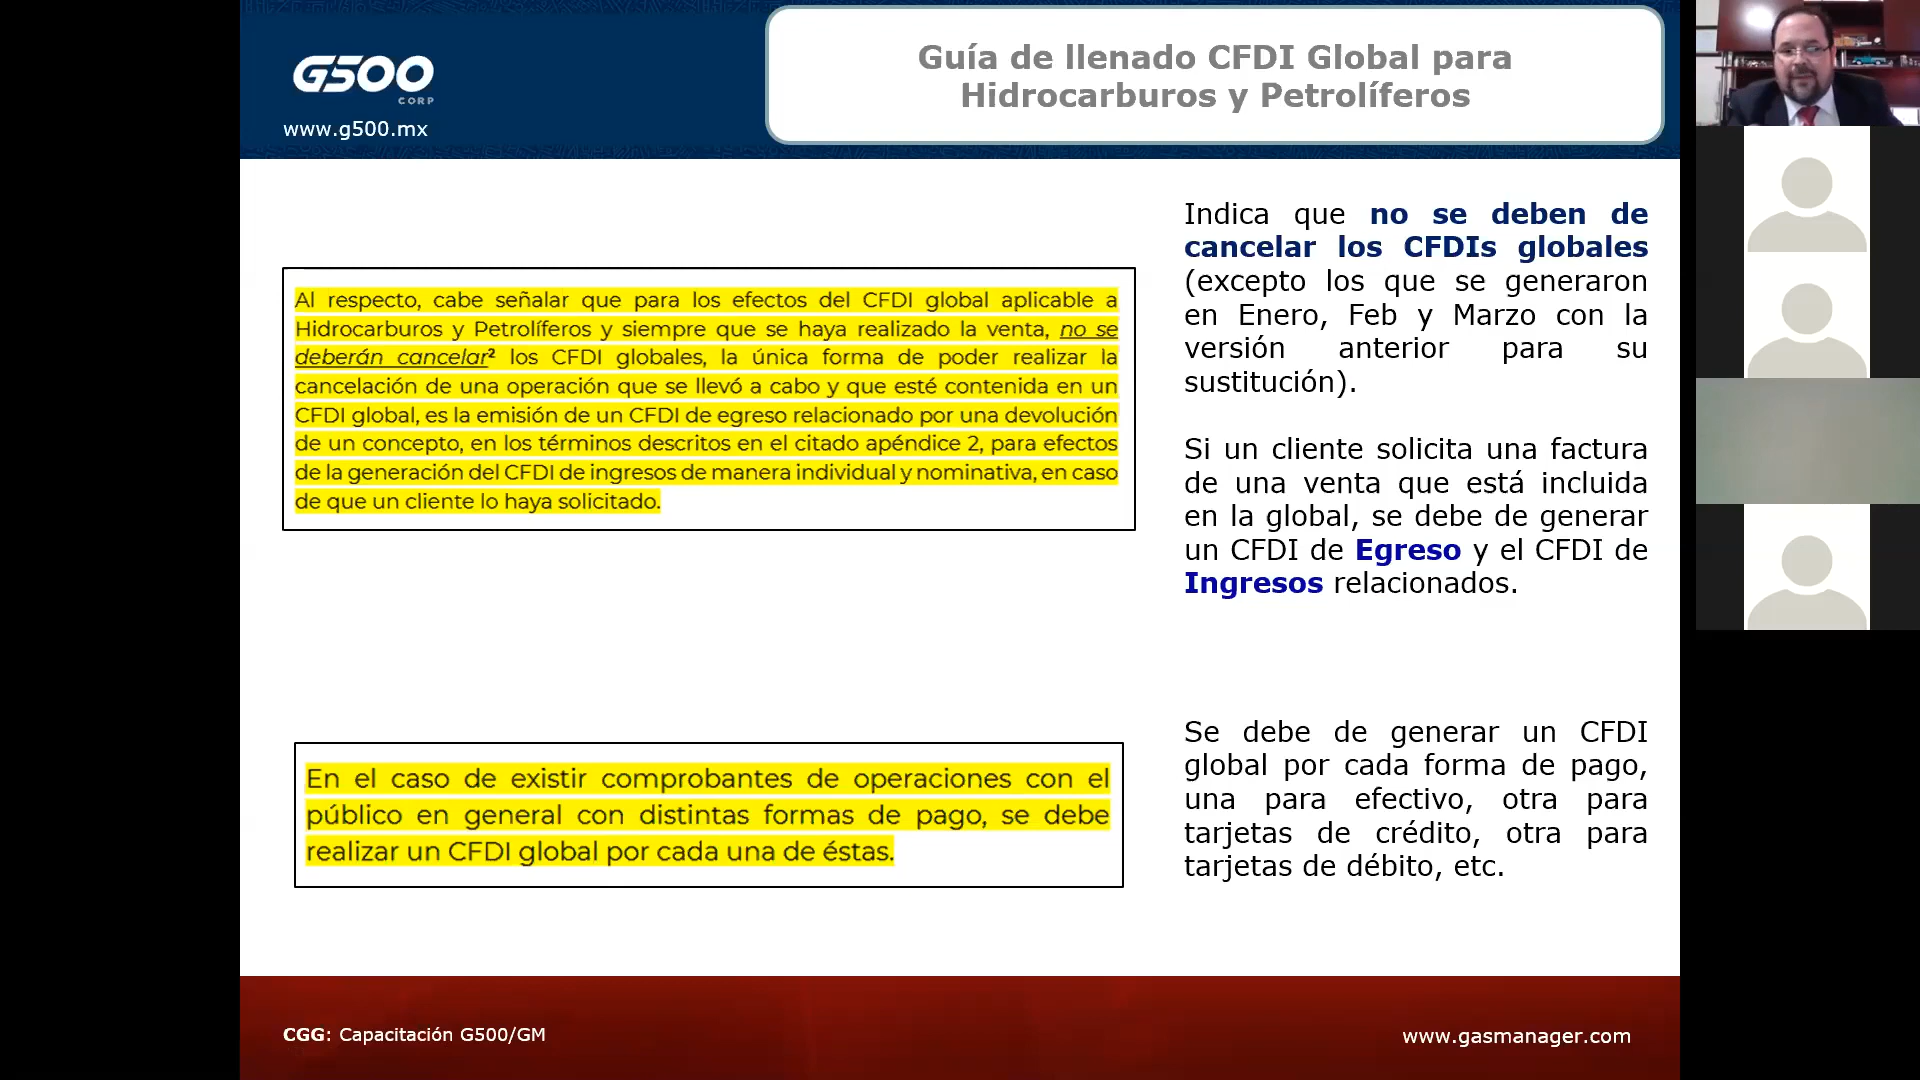 G500
CORP
www.g500.mx
Guía de llenado CFDI Global para
Hidrocarburos y Petrolíferos
Al respecto, cabe señalar que para los efectos del CFDI global aplicable a
Hidrocarburos y Petrolíferos y siempre que se haya realizado la venta, no se
deberán cancelar² los CFDI globales, la única forma de poder realizar la
cancelación de una operación que se llevó a cabo y que esté contenida en un
CFDI global, es la emisión de un CFDI de egreso relacionado por una devolución
de un concepto, en los términos descritos en el citado apéndice 2, para efectos
de la generación del CFDI de ingresos de manera individual y nominativa, en caso
de que un cliente lo haya solicitado.
Indica que no se deben de
cancelar los CFDIs globales
(excepto los que se generaron
en Enero, Feb y Marzo con la
versión anterior para su
sustitución).
Si un cliente solicita una factura
de una venta que está incluida
en la global, se debe de generar
un CFDI de Egreso y el CFDI de
Ingresos relacionados.
En el caso de existir comprobantes de operaciones con el
público en general con distintas formas de pago, se debe
realizar un CFDI global por cada una de éstas.
Se debe de generar un CFDI
global por cada forma de pago,
una para efectivo, otra para
tarjetas de crédito, otra para
tarjetas de débito, etc.
CGG: Capacitación G500/GM
www.gasmanager.com